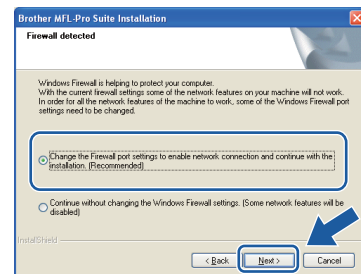 Brother MFL-Pro Suite Installation
Firewall detected
Windows Firewall is helping to protect your computer.
With the current firewall settings some of the network features on your machine will not work.
In order for all the network features of the machine to work, some of the Windows Firewall port
settings need to be changed.
Change the Firewall port settings to enable network connection and continue with the
installation. (Recommended)
Continue without changing the Windows Firewall settings. (Some network features will be
disabled)
InstallShield
< Back
Next >
Cancel